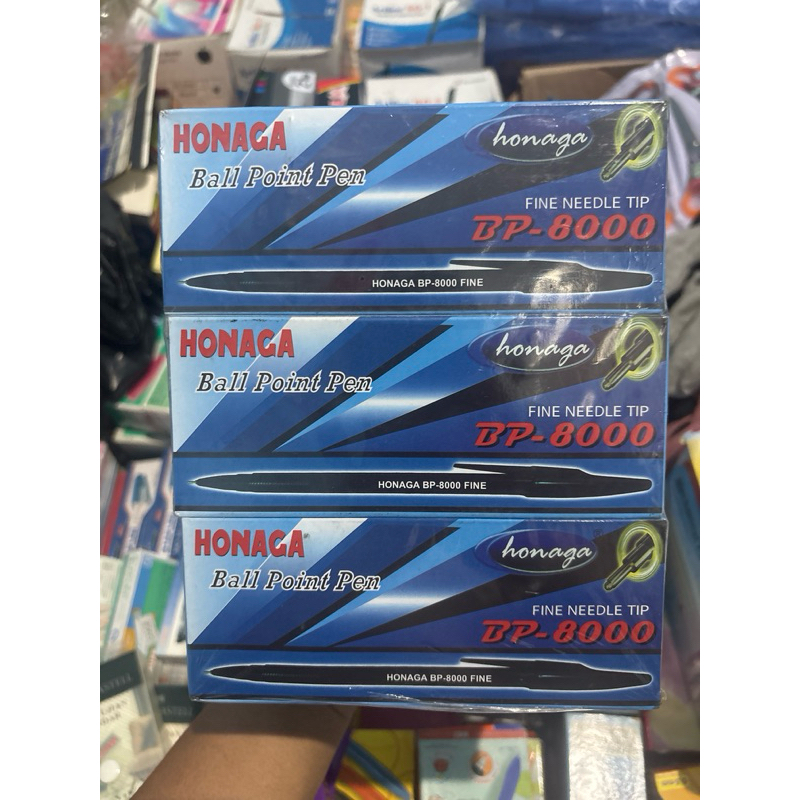 HONAGA
honaga
Ball Point Pen
FINE NEEDLE TIP
BP-8000
HONAGA BP-8000 FINE
HONAGA
honaga
Ball Point Pen
FINE NEEDLE TIP
BP-8000
HONAGA BP-8000 FINE
HONAGA
honaga
Ball Point Pen
FINE NEEDLE TIP
BP-8000
HONAGA BP-8000 FINE